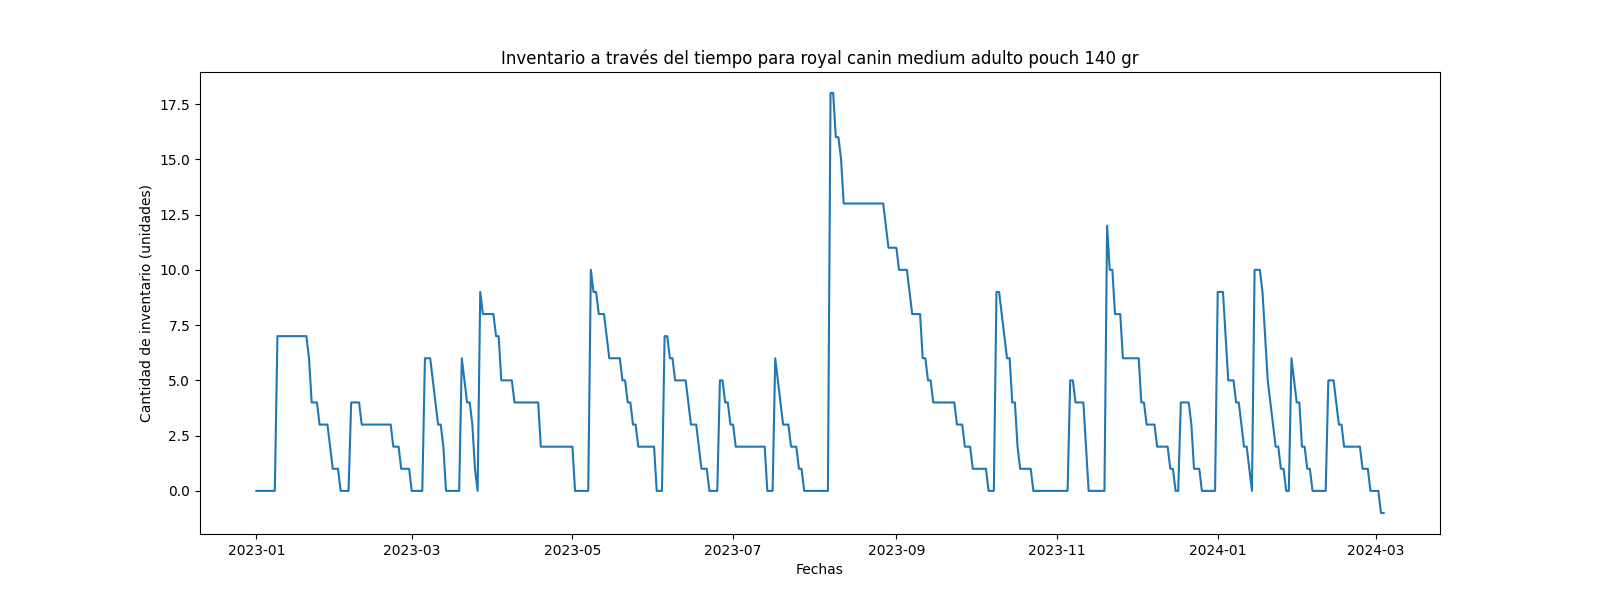 Inventario a través del tiempo para royal canin medium adulto pouch 140 gr
Cantidad de inventario (unidades)
17.5
15.0
12.5
10.0
7.5
5.0
2.5
0.0
2023-01 2023-03 2023-05 2023-07 2023-09 2023-11 2024-01 2024-03
Fechas